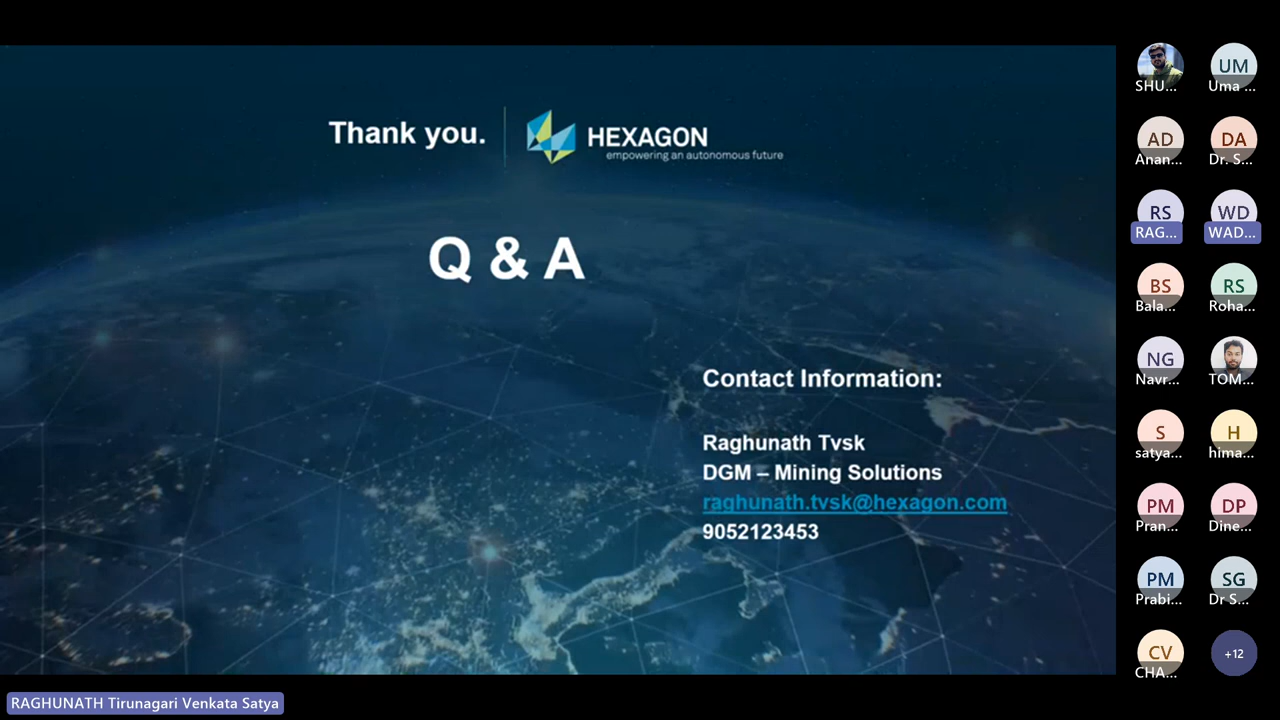 Thank you.
HEXAGON
empowering an autonomous future
Q & A
Contact Information:
Raghunath Tvsk
DGM – Mining Solutions
raghunath.tvsk@hexagon.com
9052123453
SHU...
UM
Uma ...
AD
Anan...
DA
Dr. S...
RS
RAG...
WD
WAD...
BS
Bala...
RS
Roha...
NG
Navr...
TOM...
S
satya...
H
hima...
PM
Pran...
DP
Dine...
PM
Prabi...
SG
Dr S...
CV
CHA...
+12
RAGHUNATH Tirunagari Venkata Satya